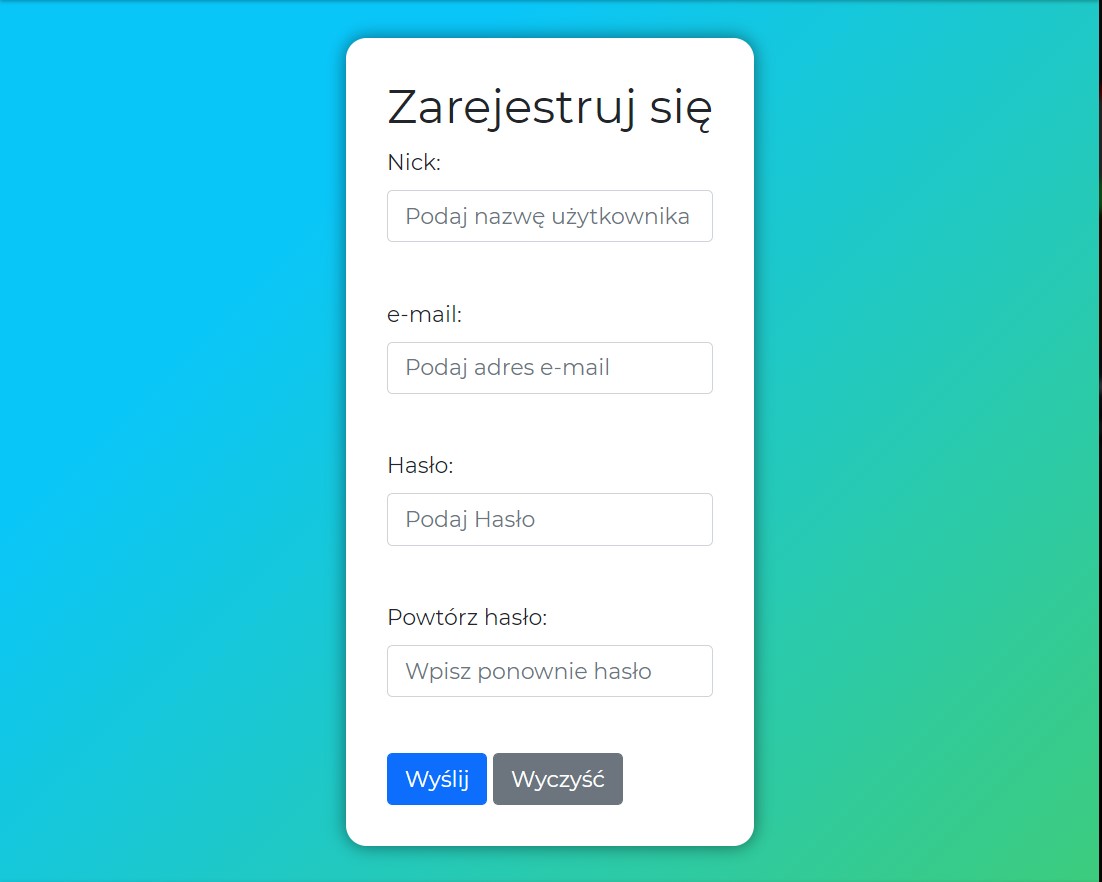 Zarejestruj się
Nick:
Podaj nazwę użytkownika
e-mail:
Podaj adres e-mail
Hasło:
Podaj Hasło
Powtórz hasło:
Wpisz ponownie hasło
Wyślij Wyczyść